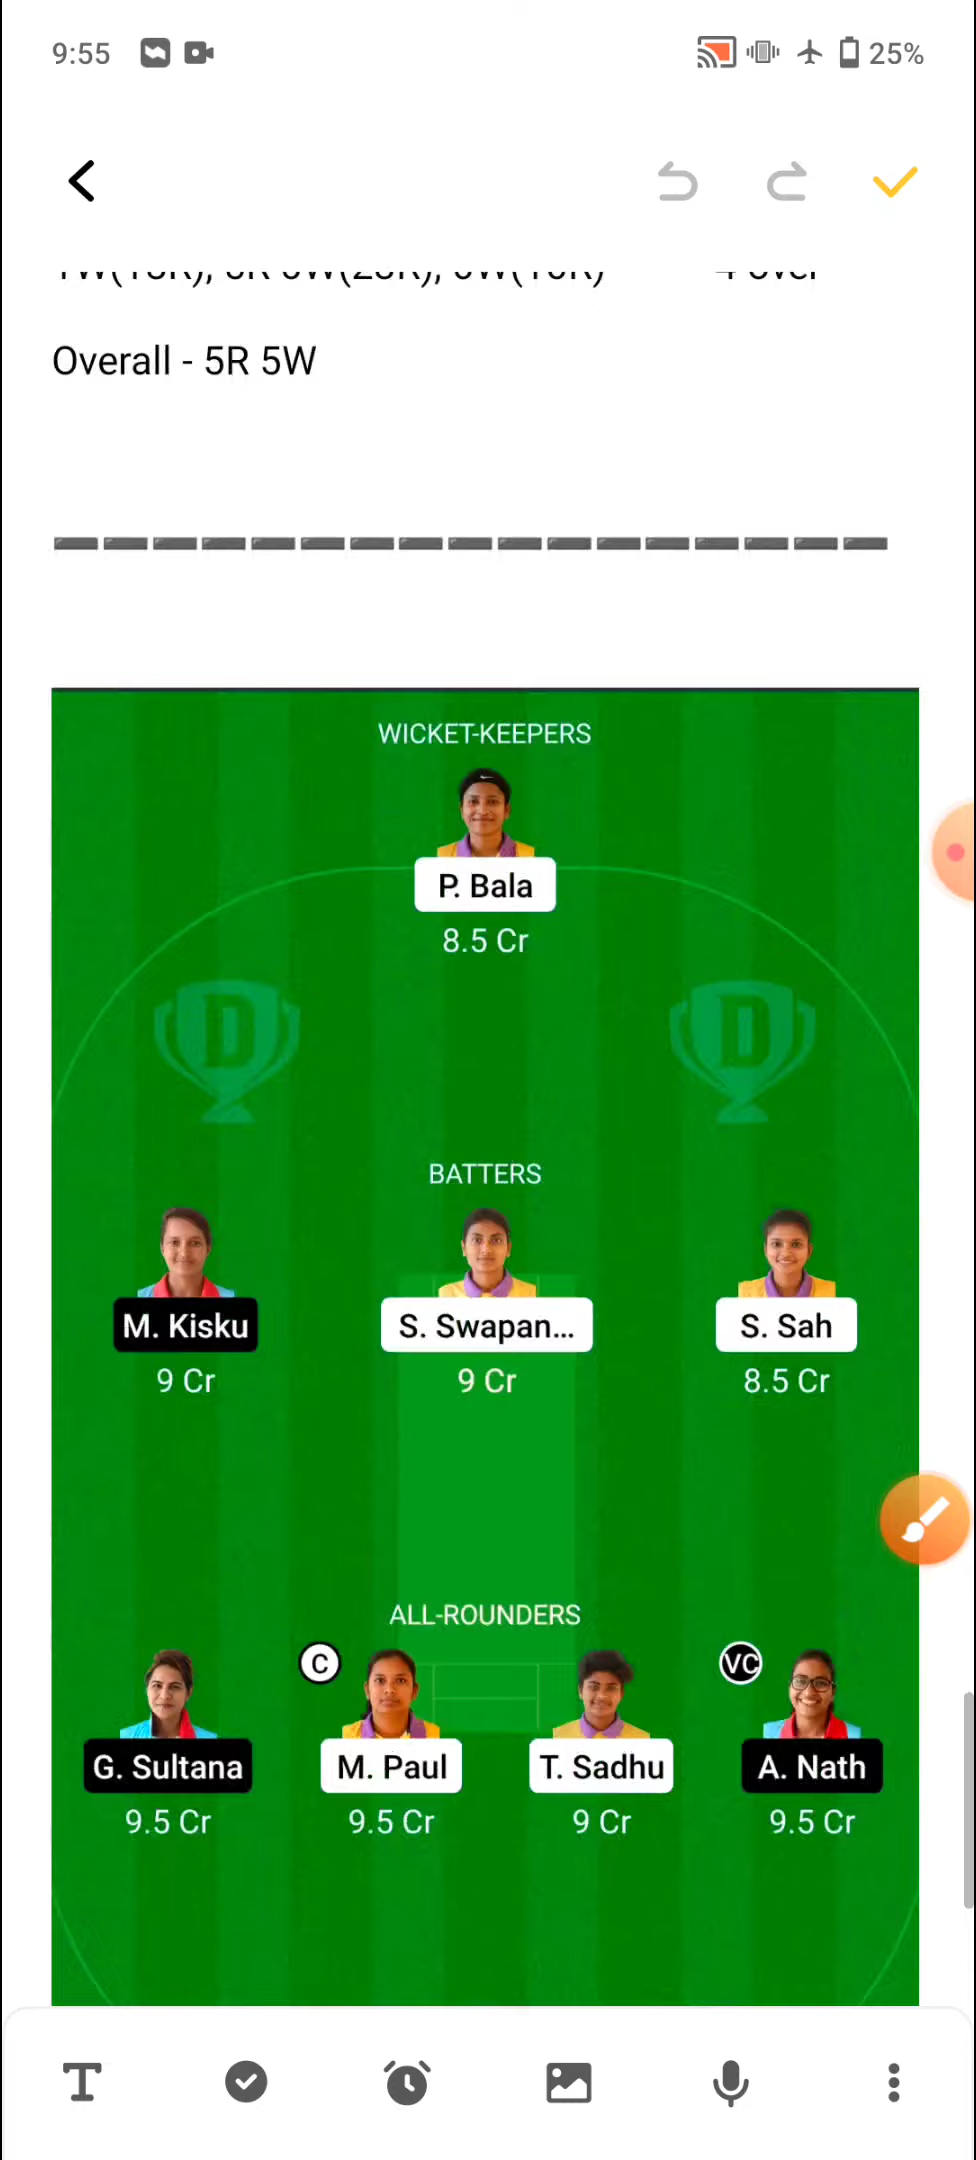 9:55 25%
Overall - 5R 5W
WICKET-KEEPERS
P. Bala
8.5 Cr
D D
BATTERS
M. Kisku S. Swapan... S. Sah
9 Cr 9 Cr 8.5 Cr
ALL-ROUNDERS
C VC
G. Sultana M. Paul T. Sadhu A. Nath
9.5 Cr 9.5 Cr 9 Cr 9.5 Cr
T